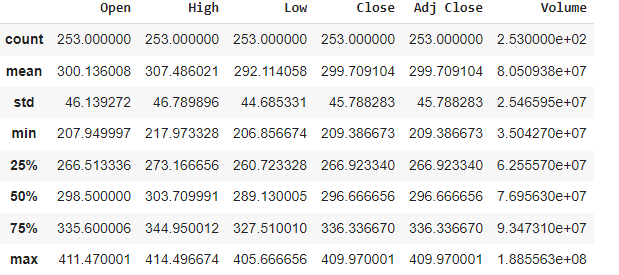 Open High Low Close Adj Close Volume
count 253.000000 253.000000 253.000000 253.000000 253.000000 2.530000e+02
mean 300.136008 307.486021 292.114058 299.709104 299.709104 8.050938e+07
std 46.139272 46.789896 44.685331 45.788283 45.788283 2.546595e+07
min 207.949997 217.973328 206.856674 209.386673 209.386673 3.504270e+07
25% 266.513336 273.166656 260.723328 266.923340 266.923340 6.255570e+07
50% 298.500000 303.709991 289.130005 296.666656 296.666656 7.695630e+07
75% 335.600006 344.950012 327.510010 336.336670 336.336670 9.347310e+07
max 411.470001 414.496674 405.666656 409.970001 409.970001 1.885563e+08